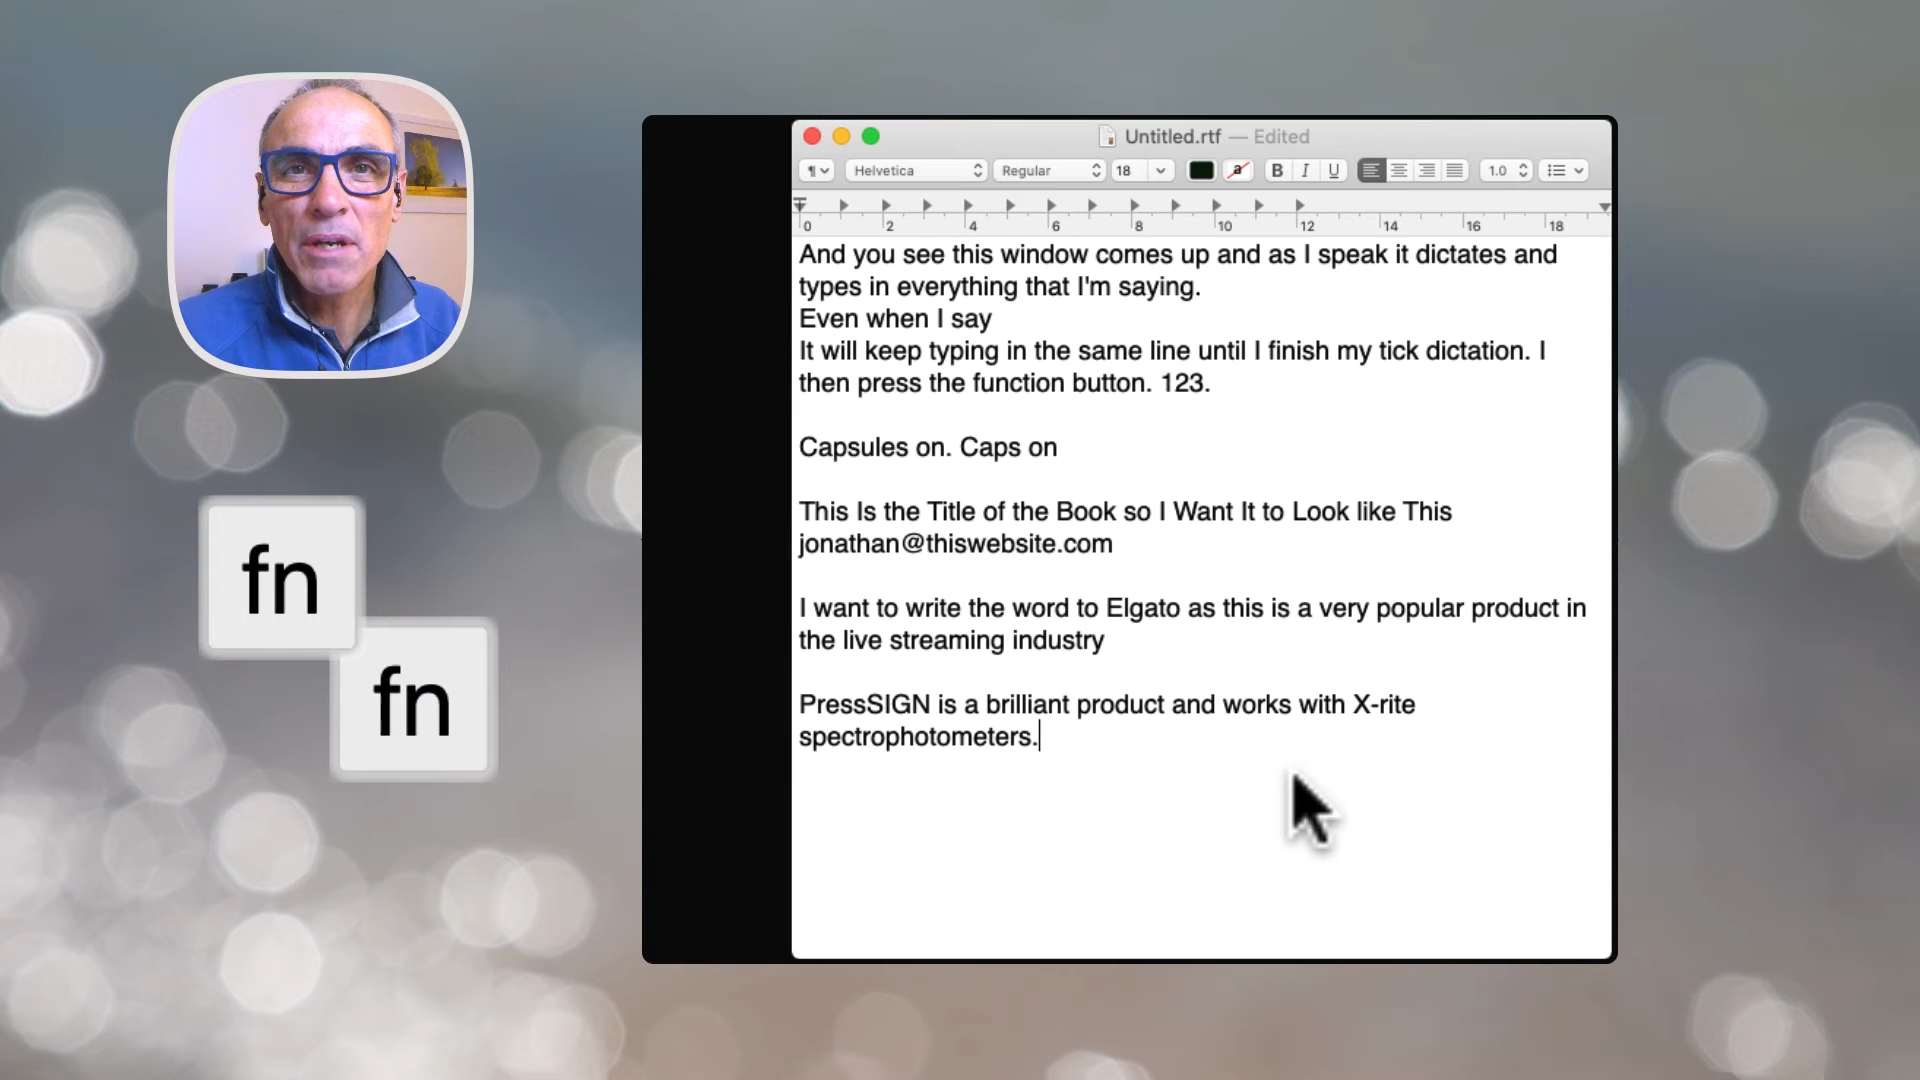 Untitled.rtf — Edited
¶ Helvetica Regular 18 a B I U 1.0
0 2 4 6 8 10 12 14 16 18
And you see this window comes up and as I speak it dictates and
types in everything that I'm saying.
Even when I say
It will keep typing in the same line until I finish my tick dictation. I
then press the function button. 123.
Capsules on. Caps on
This Is the Title of the Book so I Want It to Look like This
jonathan@thiswebsite.com
I want to write the word to Elgato as this is a very popular product in
the live streaming industry
PressSIGN is a brilliant product and works with X-rite
spectrophotometers.
fn
fn